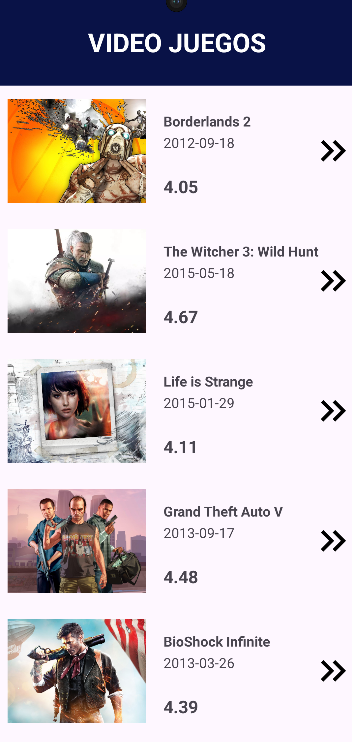 VIDEO JUEGOS
Borderlands 2
2012-09-18
4.05
The Witcher 3: Wild Hunt
2015-05-18
4.67
Life is Strange
2015-01-29
4.11
Grand Theft Auto V
2013-09-17
4.48
BioShock Infinite
2013-03-26
4.39